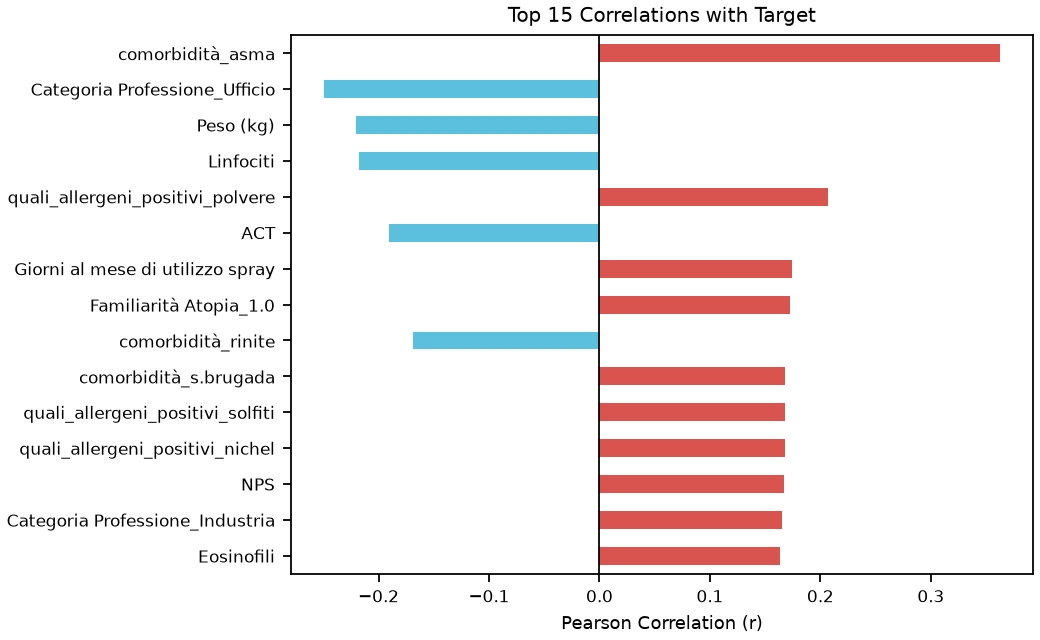 Top 15 Correlations with Target
comorbidità_asma
Categoria Professione_Ufficio
Peso (kg)
Linfociti
quali_allergeni_positivi_polvere
ACT
Giorni al mese di utilizzo spray
Familiarità Atopia_1.0
comorbidità_rinite
comorbidità_s.brugada
quali_allergeni_positivi_solfiti
quali_allergeni_positivi_nichel
NPS
Categoria Professione_Industria
Eosinofili
−0.2 −0.1 0.0 0.1 0.2 0.3
Pearson Correlation (r)